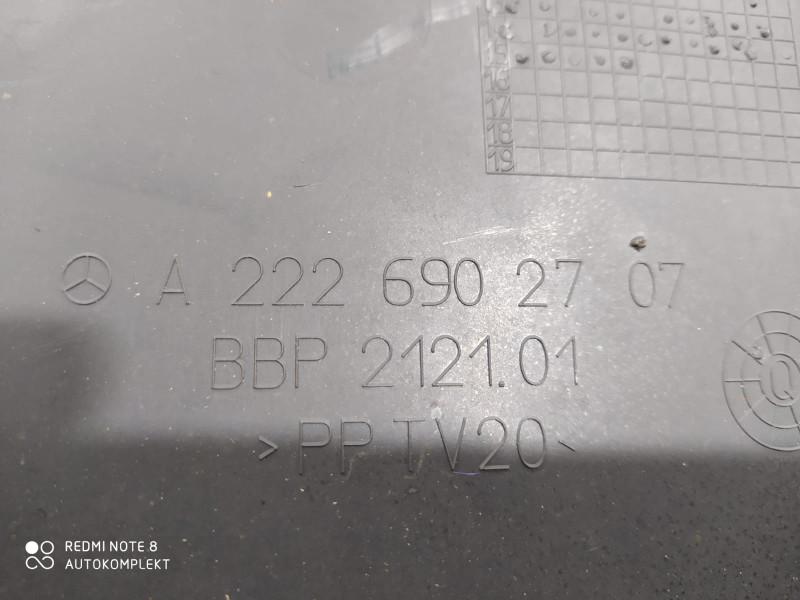 15
16
17
18
19
A 222 690 27 07
BBP 2121.01
>PP TV20<
Q
REDMI NOTE 8
AUTOKOMPLEKT